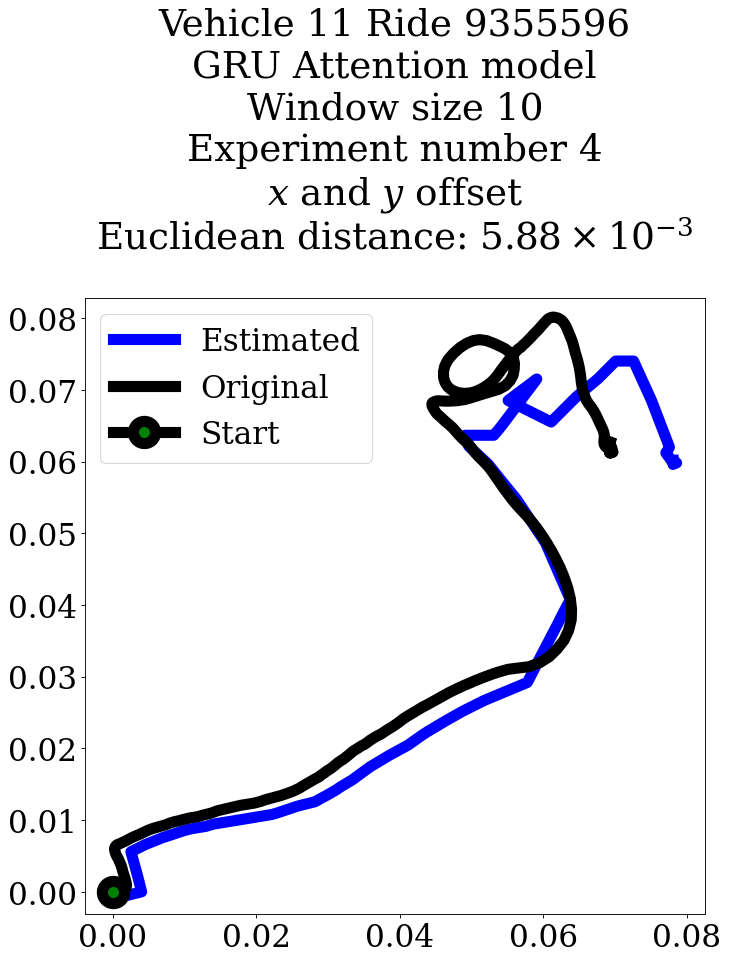 Vehicle 11 Ride 9355596
GRU Attention model
Window size 10
Experiment number 4
x and y offset
Euclidean distance: 5.88 × 10⁻³
Estimated
Original
Start
0.08
0.07
0.06
0.05
0.04
0.03
0.02
0.01
0.00
0.00 0.02 0.04 0.06 0.08